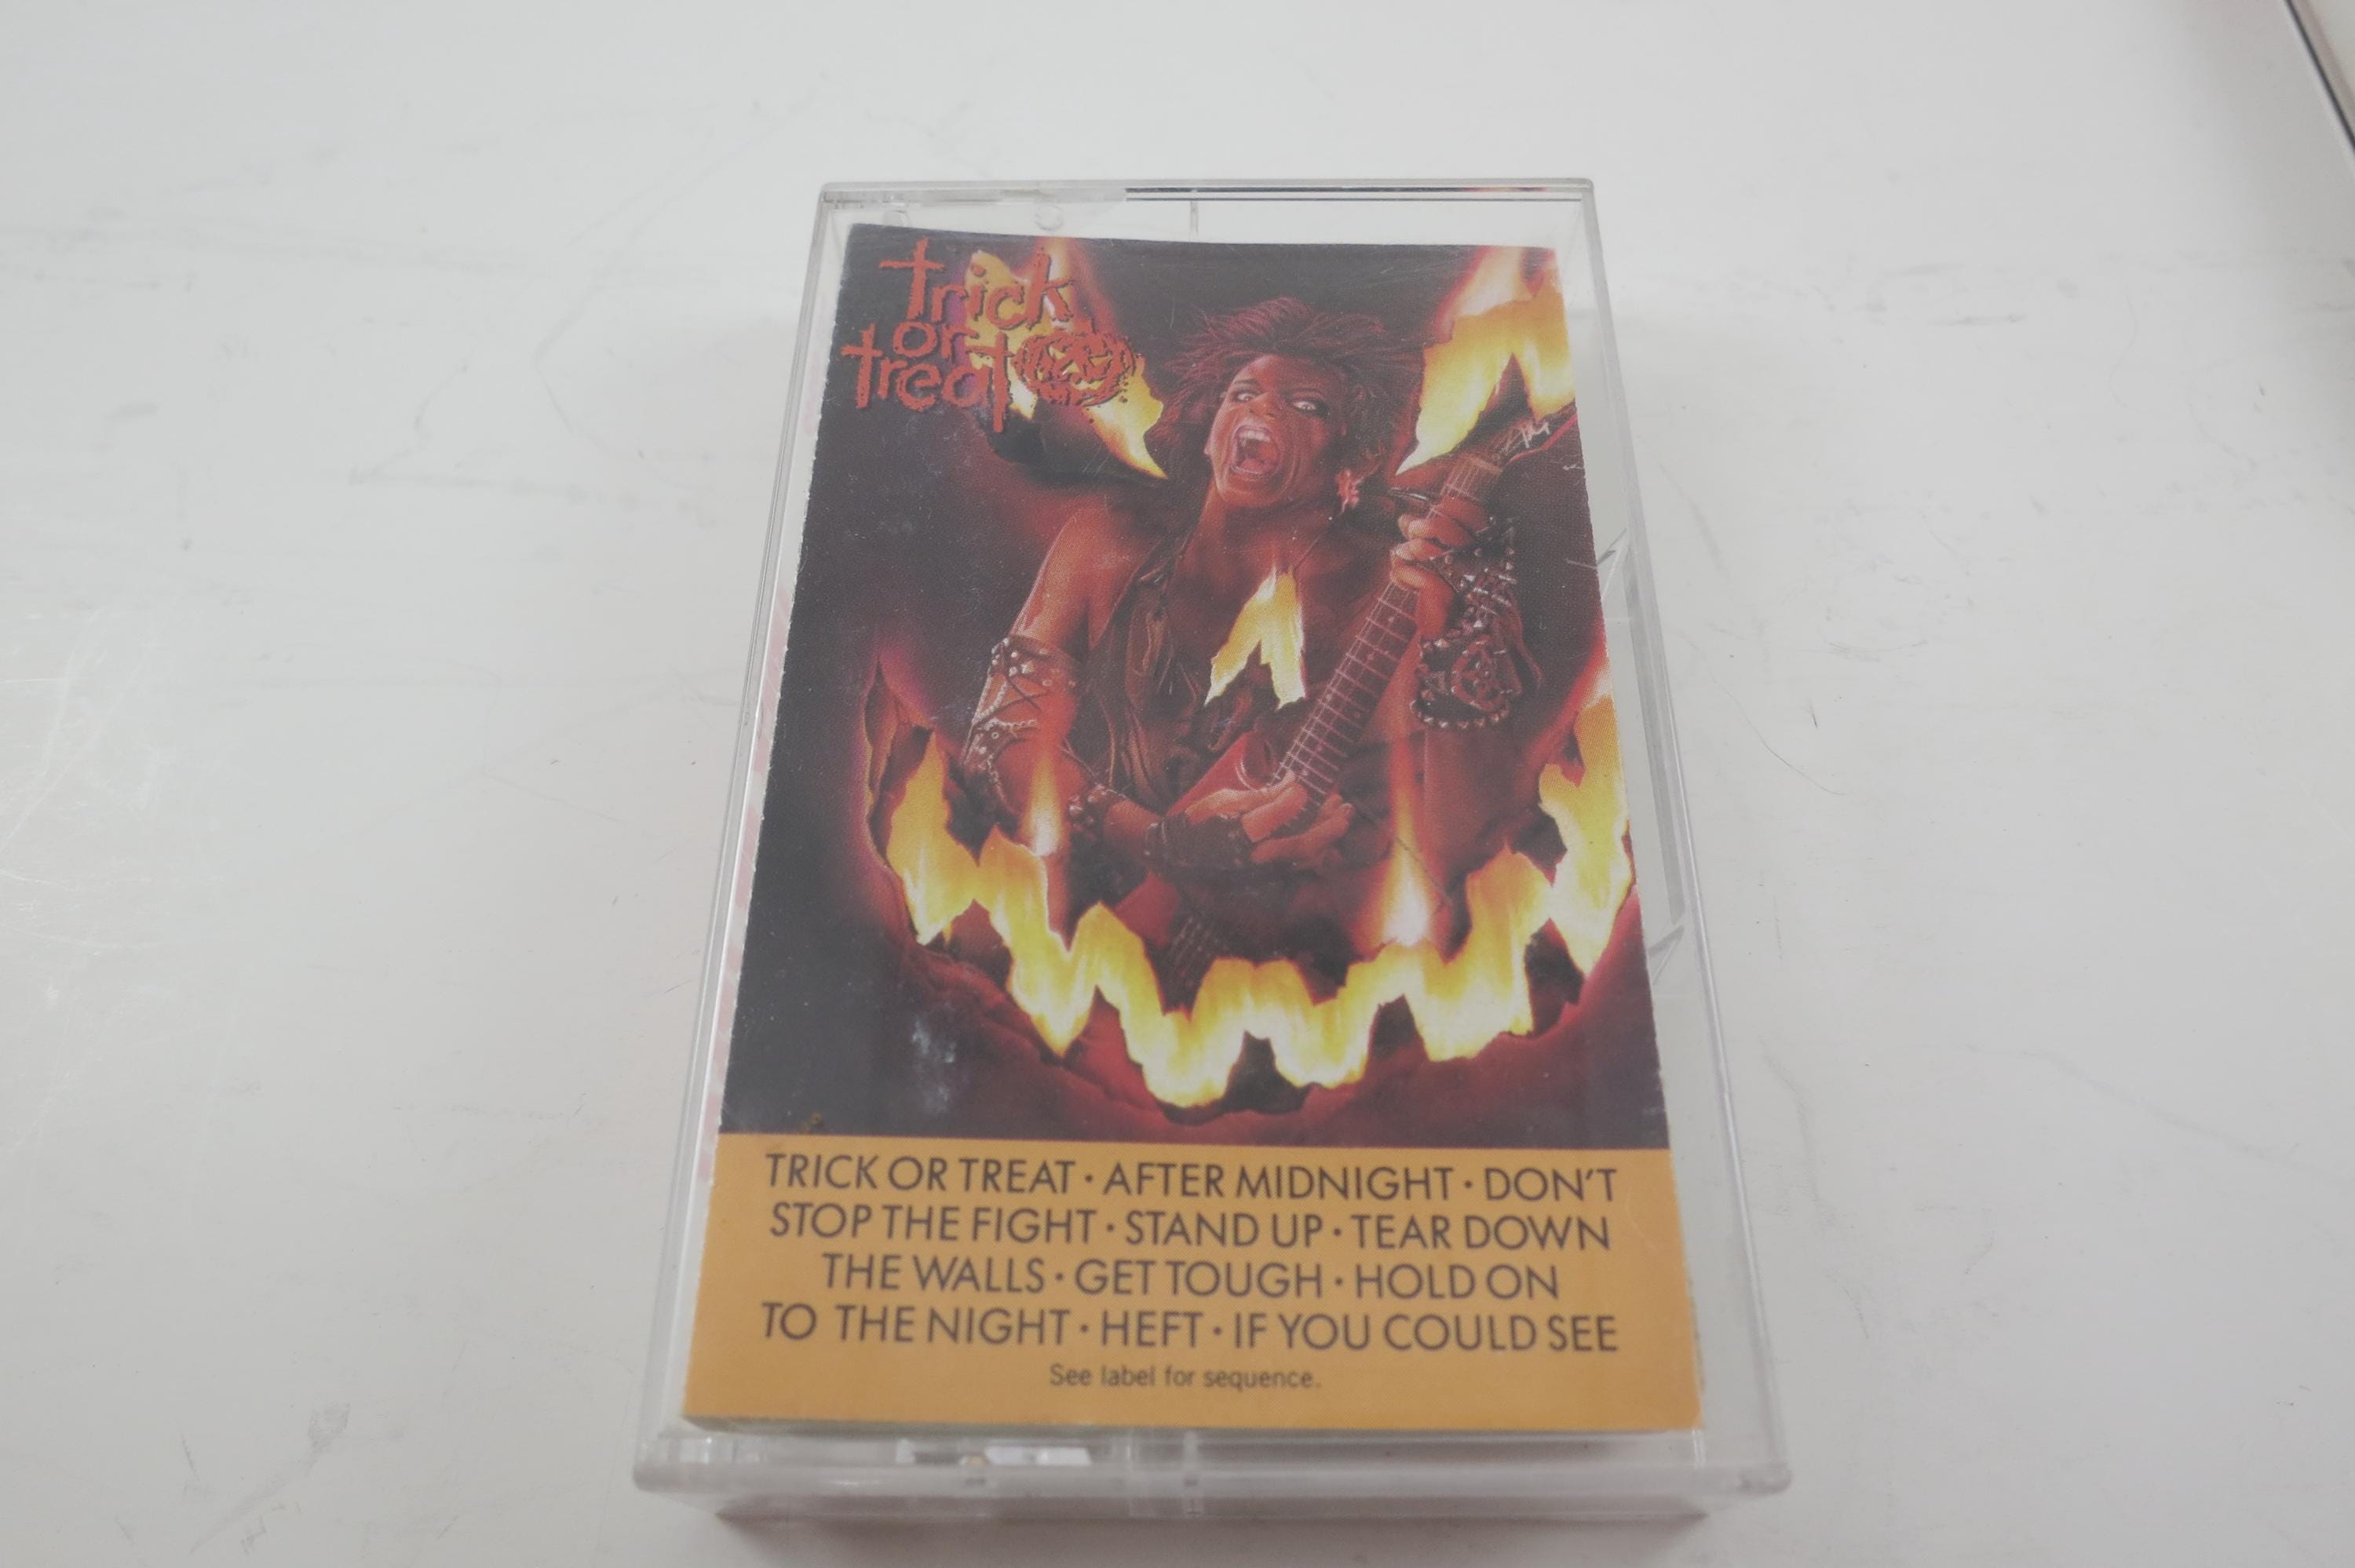 trick
or
treat
TRICK OR TREAT · AFTER MIDNIGHT · DON'T
STOP THE FIGHT · STAND UP · TEAR DOWN
THE WALLS · GET TOUGH · HOLD ON
TO THE NIGHT · HEFT · IF YOU COULD SEE
See label for sequence.